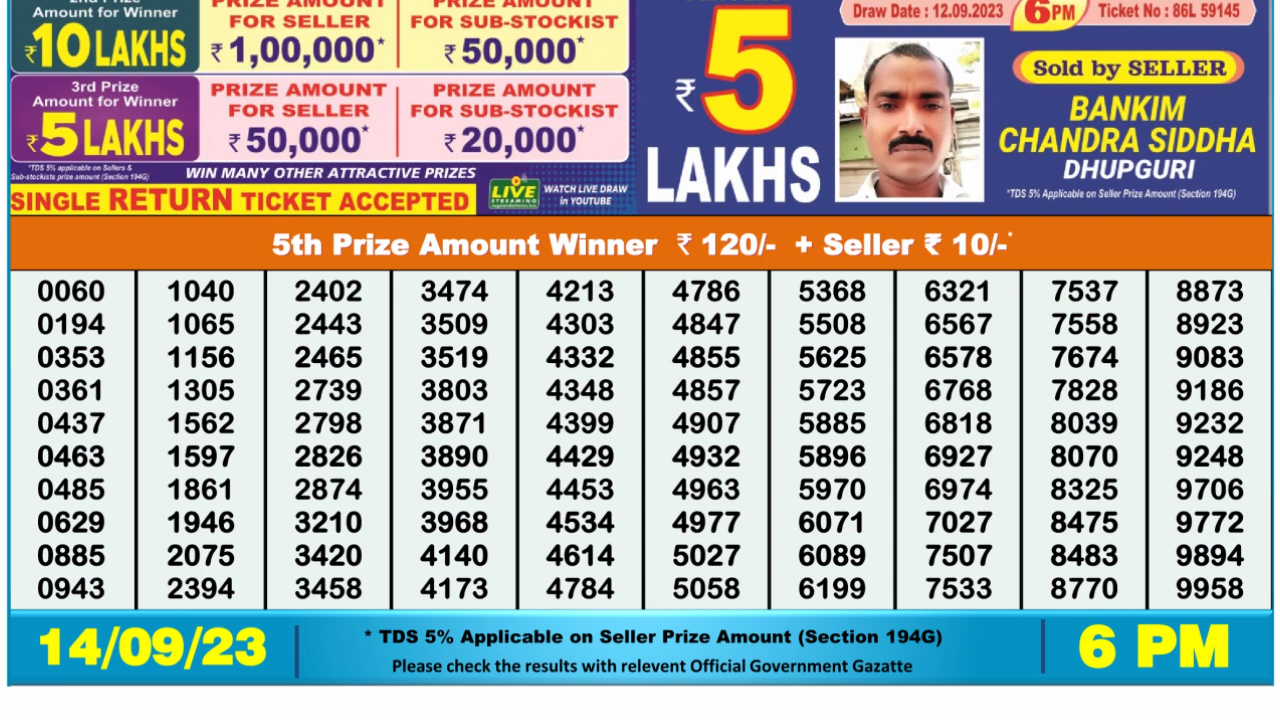 2nd Prize
Amount for Winner
₹10 LAKHS
PRIZE AMOUNT
FOR SELLER
₹ 1,00,000*
PRIZE AMOUNT
FOR SUB-STOCKIST
₹ 50,000*
3rd Prize
Amount for Winner
₹5 LAKHS
PRIZE AMOUNT
FOR SELLER
₹ 50,000*
PRIZE AMOUNT
FOR SUB-STOCKIST
₹ 20,000*
*TDS 5% applicable on Sellers &
Sub-stockists prize amount (Section 194G)
WIN MANY OTHER ATTRACTIVE PRIZES
SINGLE RETURN TICKET ACCEPTED
LIVE
STREAMING
WATCH LIVE DRAW
in YOUTUBE
₹ 5
LAKHS
Draw Date : 12.09.2023
6PM
Ticket No : 86L 59145
Sold by SELLER
BANKIM
CHANDRA SIDDHA
DHUPGURI
*TDS 5% Applicable on Seller Prize Amount (Section 194G)
5th Prize Amount Winner ₹ 120/- + Seller ₹ 10/-*
0060 1040 2402 3474 4213 4786 5368 6321 7537 8873
0194 1065 2443 3509 4303 4847 5508 6567 7558 8923
0353 1156 2465 3519 4332 4855 5625 6578 7674 9083
0361 1305 2739 3803 4348 4857 5723 6768 7828 9186
0437 1562 2798 3871 4399 4907 5885 6818 8039 9232
0463 1597 2826 3890 4429 4932 5896 6927 8070 9248
0485 1861 2874 3955 4453 4963 5970 6974 8325 9706
0629 1946 3210 3968 4534 4977 6071 7027 8475 9772
0885 2075 3420 4140 4614 5027 6089 7507 8483 9894
0943 2394 3458 4173 4784 5058 6199 7533 8770 9958
14/09/23
* TDS 5% Applicable on Seller Prize Amount (Section 194G)
Please check the results with relevent Official Government Gazatte
6 PM